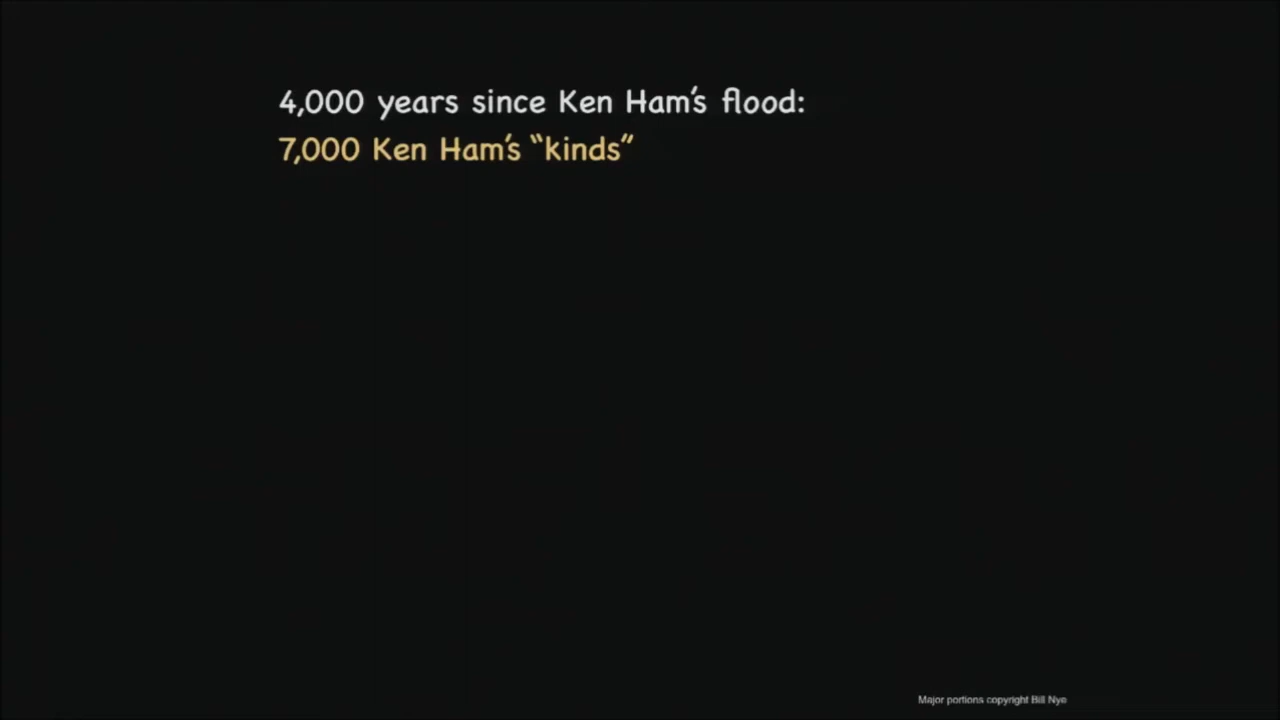 4,000 years since Ken Ham's flood:
7,000 Ken Ham's “kinds”
Major portions copyright Bill Nye